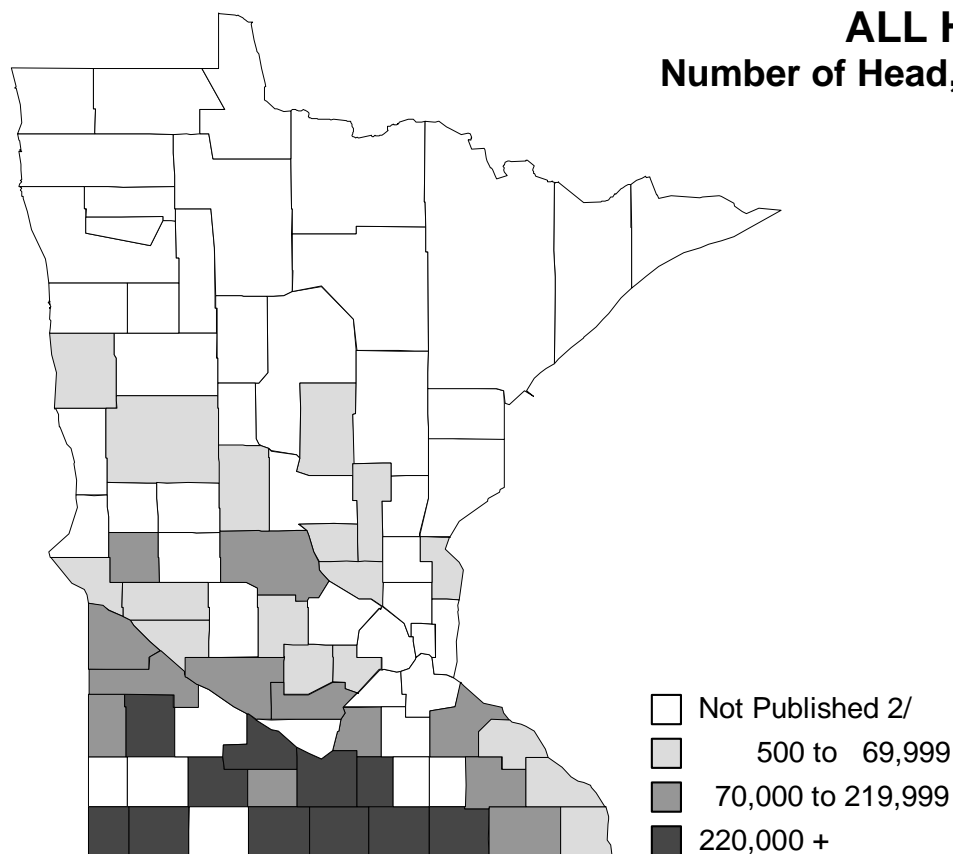 ALL H
Number of Head,
Not Published 2/
500 to 69,999
70,000 to 219,999
220,000 +